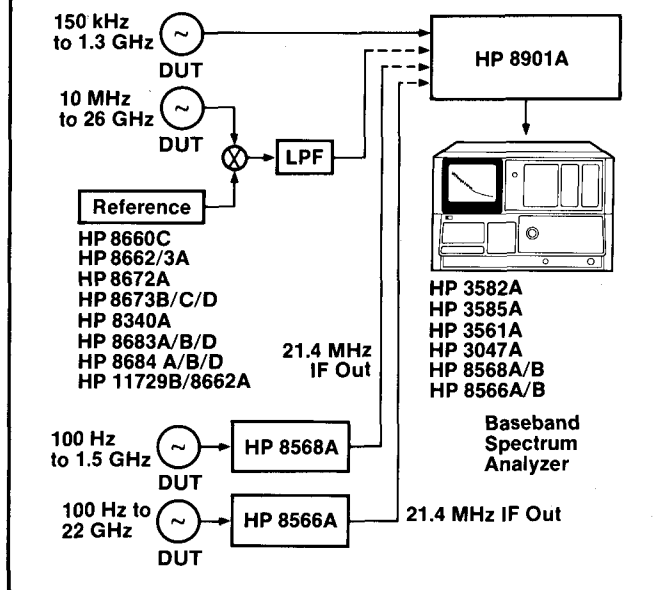 150 kHz
to 1.3 GHz
~
DUT
HP 8901A
10 MHz
to 26 GHz
~
DUT
LPF
Reference
HP 8660C
HP 8662/3A
HP 8672A
HP 8673B/C/D
HP 8340A
HP 8683A/B/D
HP 8684 A/B/D
HP 11729B/8662A
HP 3582A
HP 3585A
HP 3561A
HP 3047A
HP 8568A/B
HP 8566A/B
Baseband
Spectrum
Analyzer
21.4 MHz
IF Out
100 Hz
to 1.5 GHz
~
DUT
HP 8568A
100 Hz to
22 GHz
~
DUT
HP 8566A
21.4 MHz IF Out